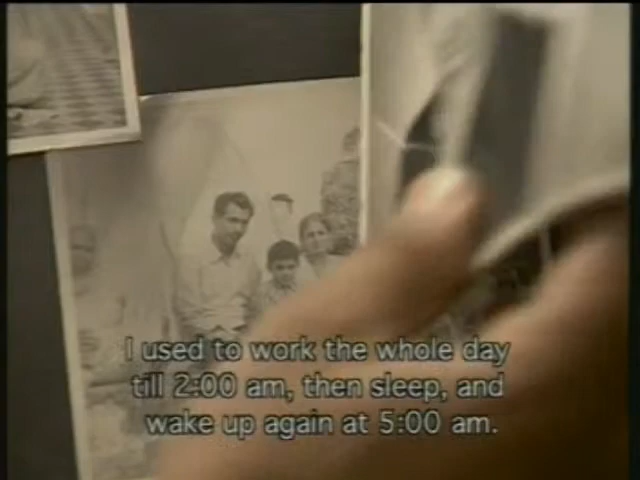 I used to work the whole day
till 2:00 am, then sleep, and
wake up again at 5:00 am.